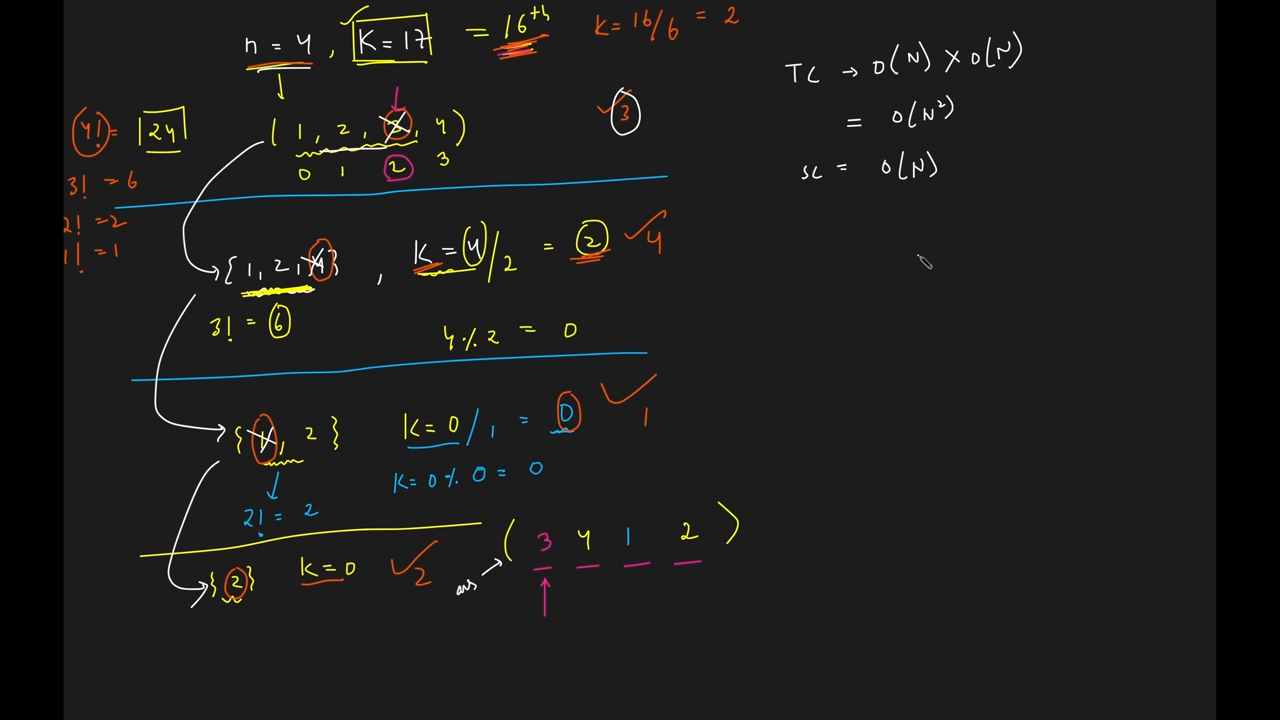 n = 4 , K = 17 = 16th K = 16/6 = 2
TC → O(N) × O(N)
= O(N²)
SC = O(N)
4! = 24
3! = 6
2! = 2
1! = 1
( 1 , 2 , 3 , 4 )
0 1 2 3
3
{ 1, 2, 4 } , K = 4 / 2 = 2 4
3! = 6
4 % 2 = 0
{ 1 , 2 } K = 0 / 1 = 0 1
K = 0 % 0 = 0
2! = 2
{ 2 } K = 0 2
ans → ( 3 4 1 2 )